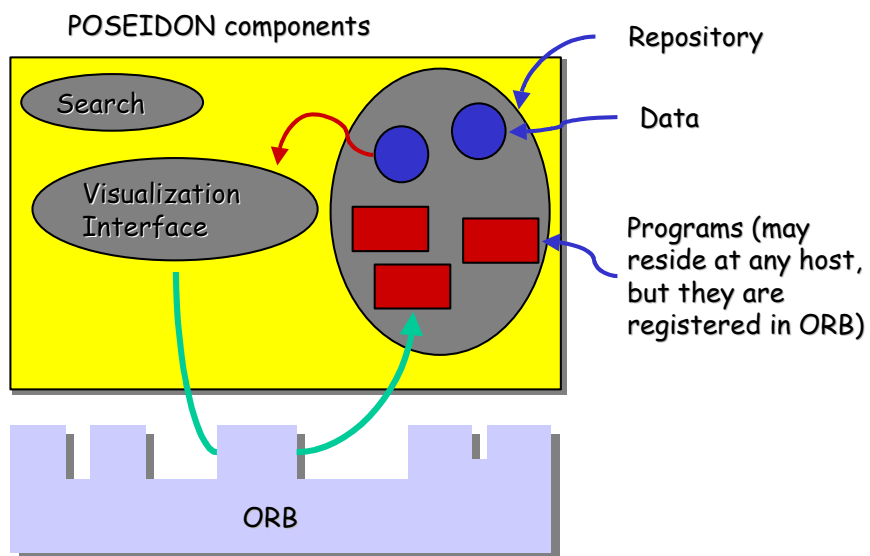 POSEIDON components
Repository
Search
Data
Visualization
Interface
Programs (may
reside at any host,
but they are
registered in ORB)
ORB